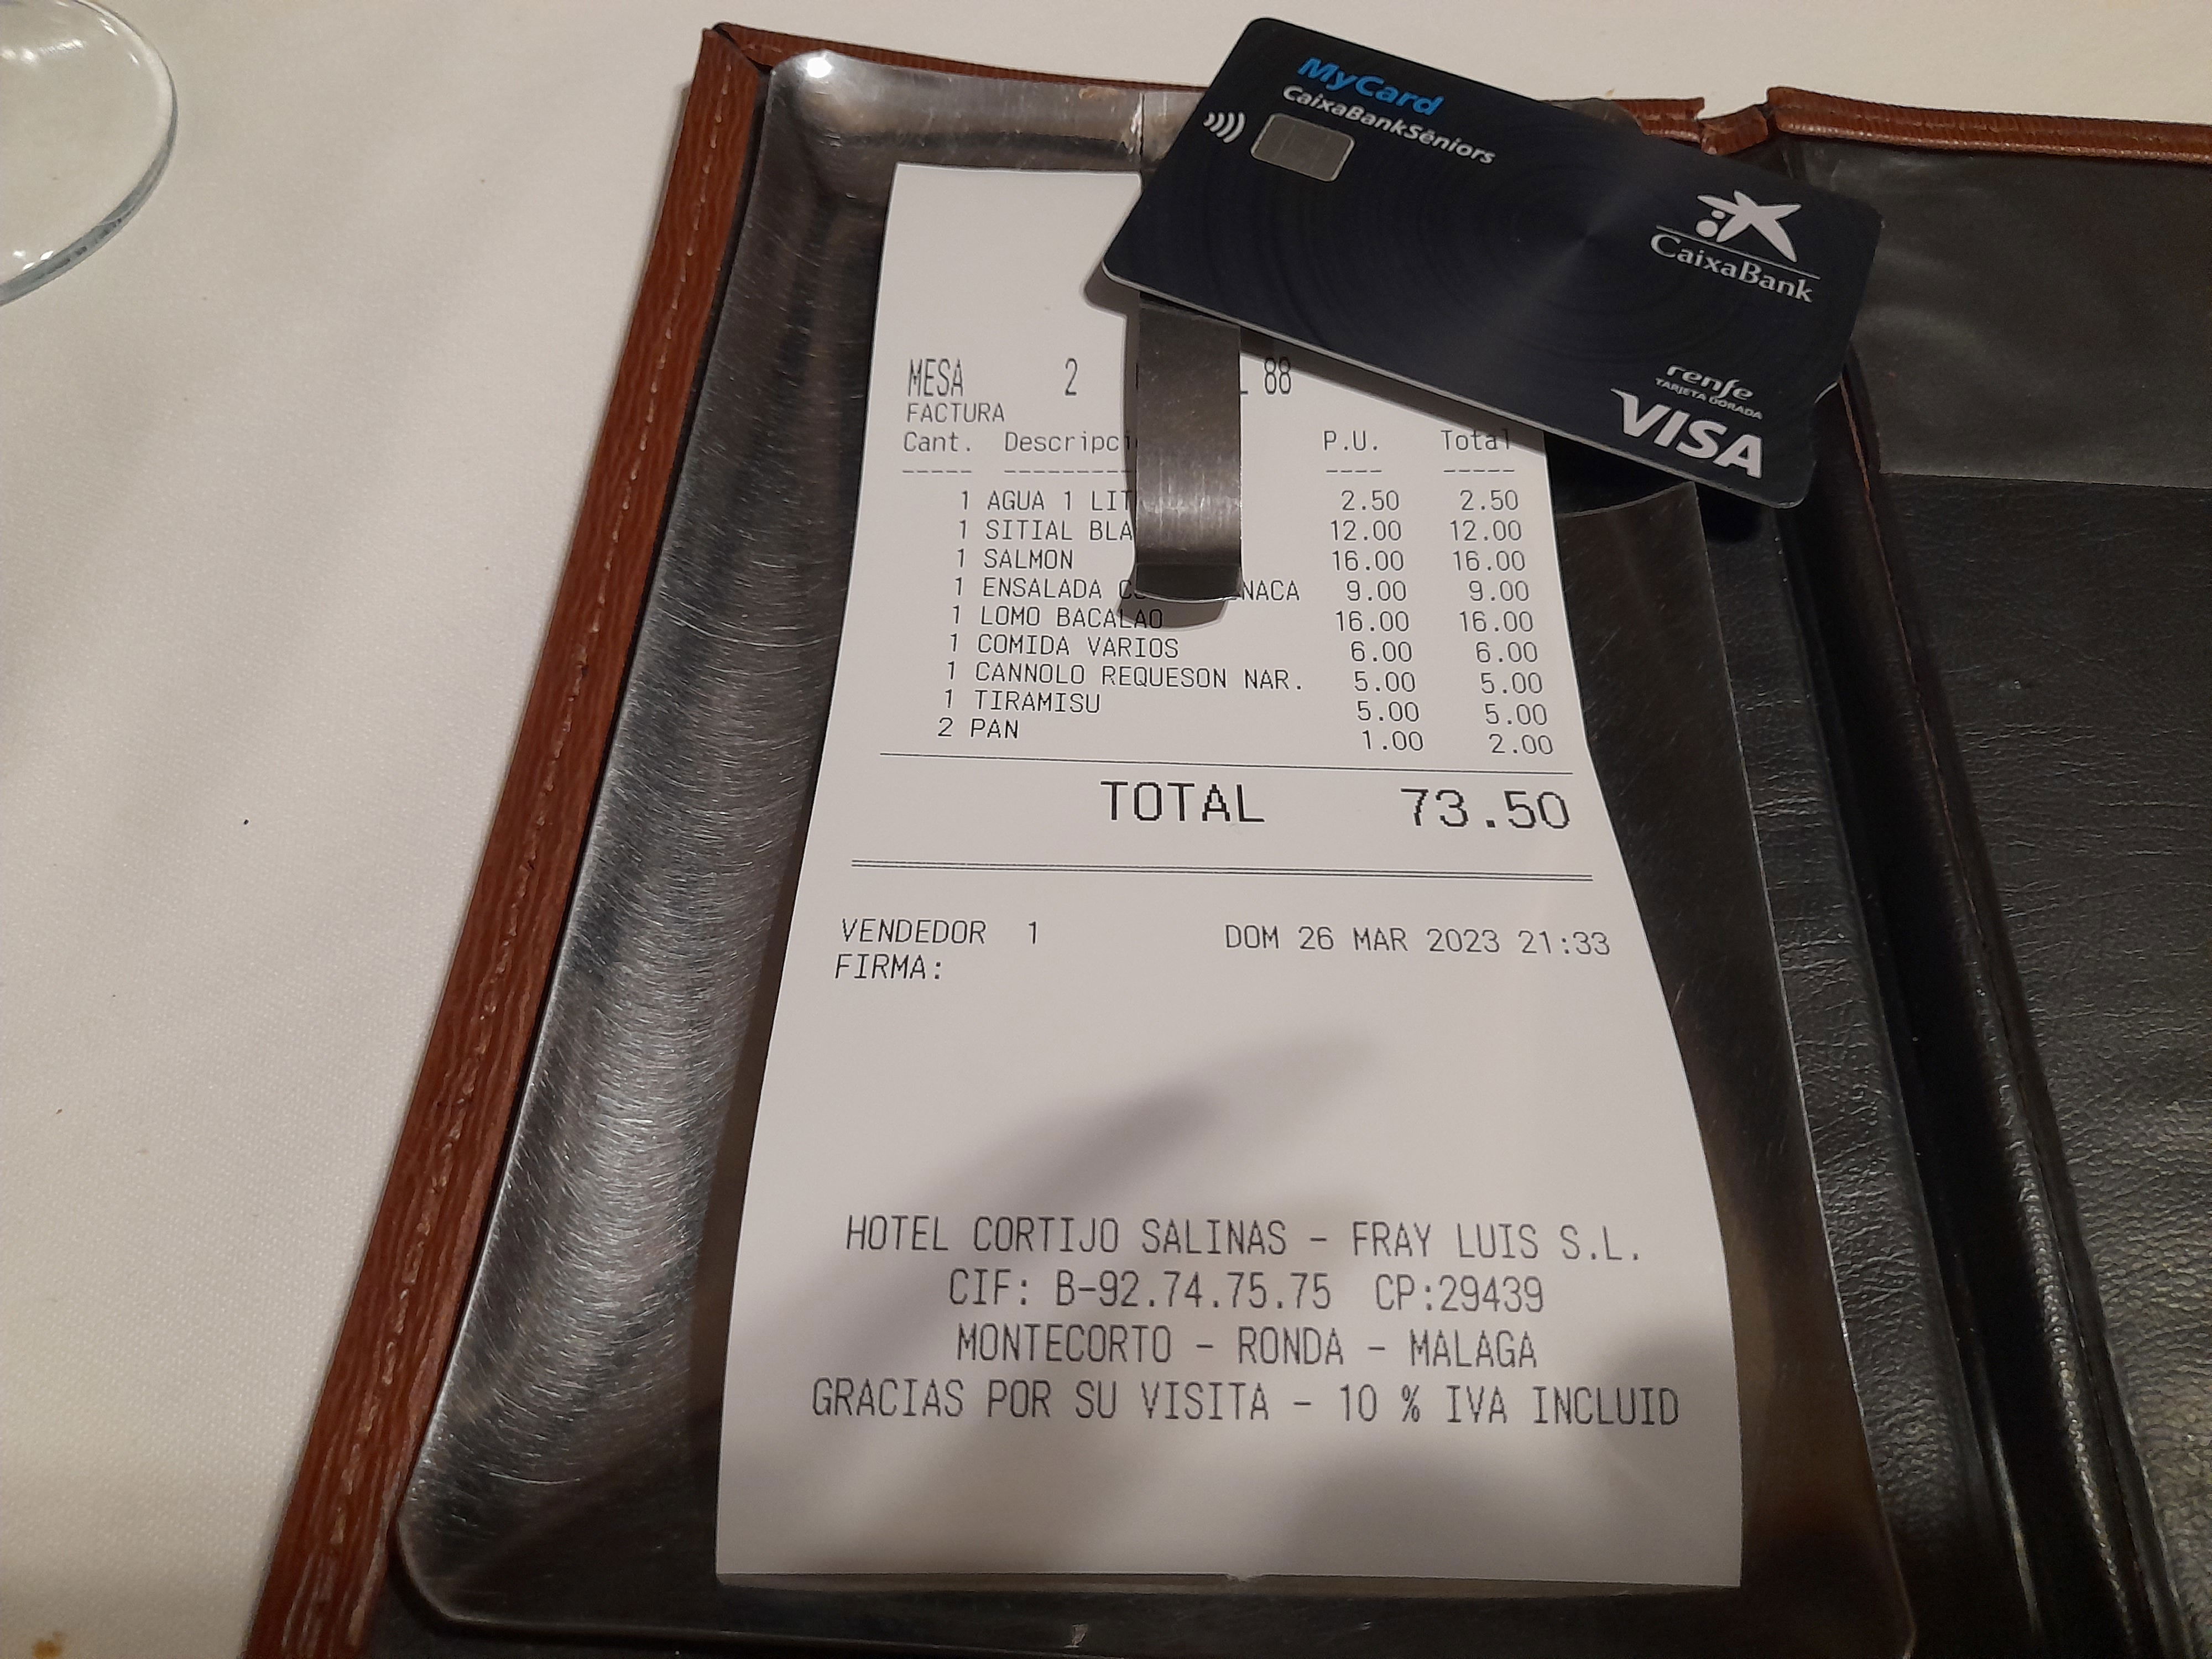 MyCard
CaixaBankSèniors
CaixaBank
renfe
TARJETA DORADA
VISA
MESA 2 88
FACTURA
Cant. P.U. Total
1 AGUA 1 2.50 2.50
1 SITIAL 12.00 12.00
1 SALMON 16.00 16.00
1 ENSALADA 9.00 9.00
1 LOMO BACALAO 16.00 16.00
1 COMIDA VARIOS 6.00 6.00
1 CANNOLO REQUESON NAR. 5.00 5.00
1 TIRAMISU 5.00 5.00
2 PAN 1.00 2.00
TOTAL 73.50
VENDEDOR 1 DOM 26 MAR 2023 21:33
FIRMA:
HOTEL CORTIJO SALINAS - FRAY LUIS S.L.
CIF: B-92.74.75.75 CP:29439
MONTECORTO - RONDA - MALAGA
GRACIAS POR SU VISITA - 10 % IVA INCLUID